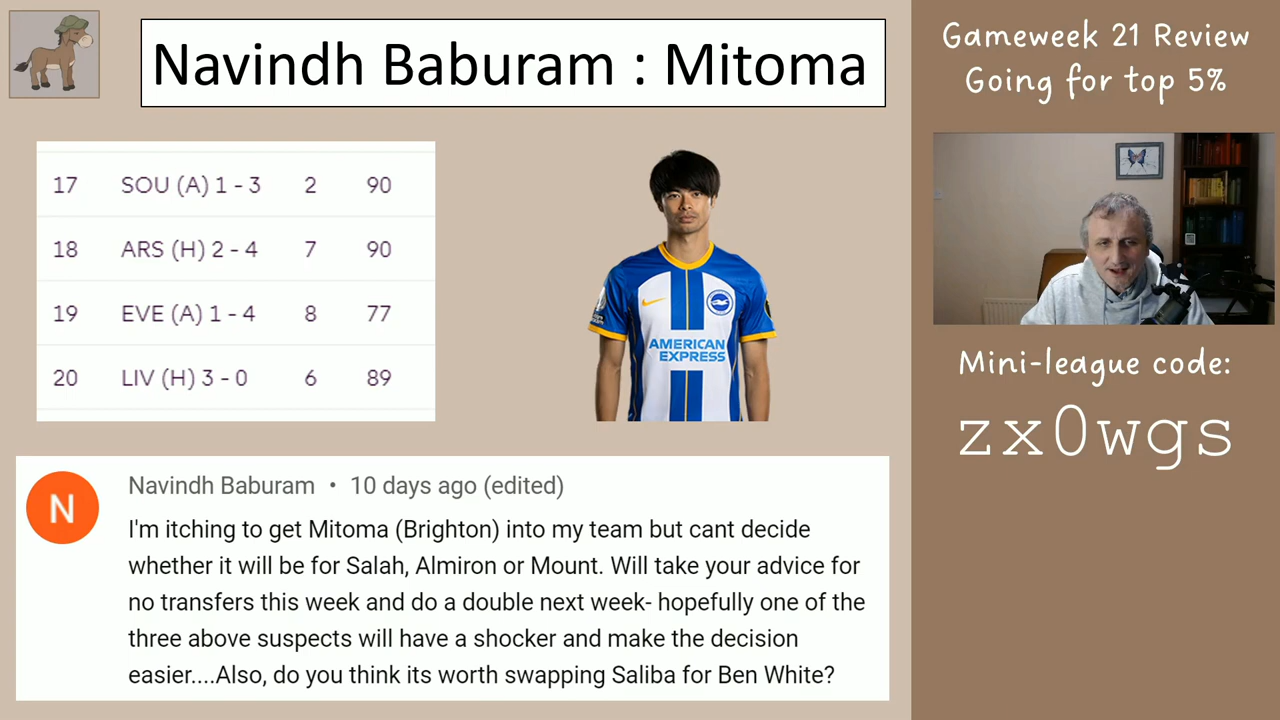 Navindh Baburam : Mitoma
Gameweek 21 Review
Going for top 5%
17 SOU (A) 1 - 3 2 90
18 ARS (H) 2 - 4 7 90
19 EVE (A) 1 - 4 8 77
20 LIV (H) 3 - 0 6 89
AMERICAN
EXPRESS
Mini-league code:
zx0wgs
N
Navindh Baburam • 10 days ago (edited)
I'm itching to get Mitoma (Brighton) into my team but cant decide
whether it will be for Salah, Almiron or Mount. Will take your advice for
no transfers this week and do a double next week- hopefully one of the
three above suspects will have a shocker and make the decision
easier....Also, do you think its worth swapping Saliba for Ben White?